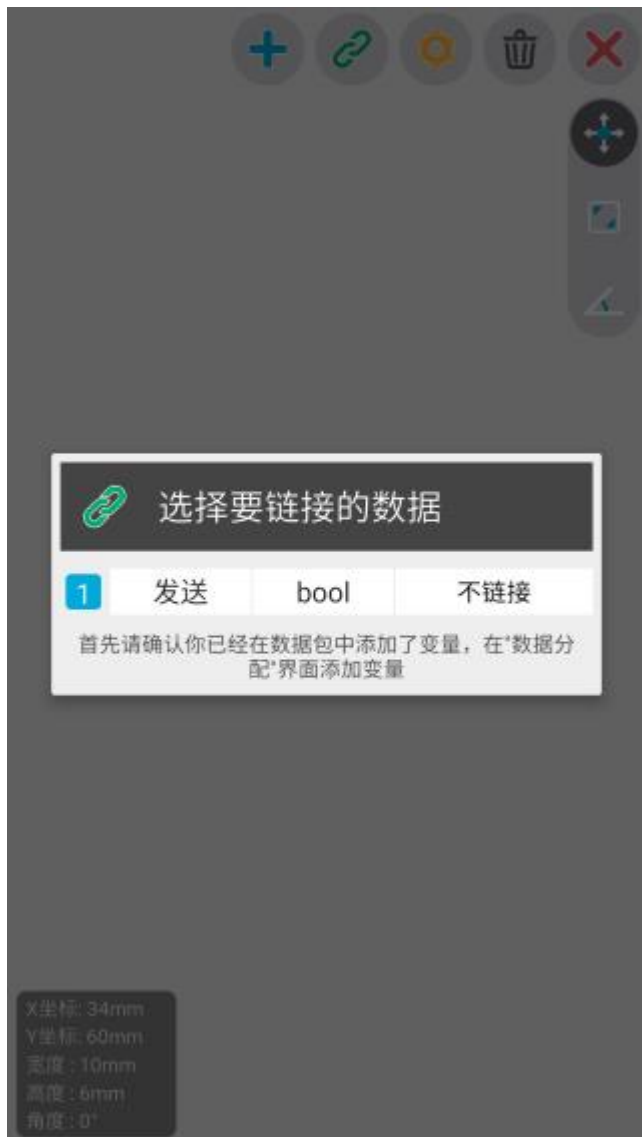 选择要链接的数据
1 发送 bool 不链接
首先请确认你已经在数据包中添加了变量，在"数据分
配"界面添加变量
X坐标: 34mm
Y坐标: 60mm
宽度 : 10mm
高度 : 6mm
角度 : 0°